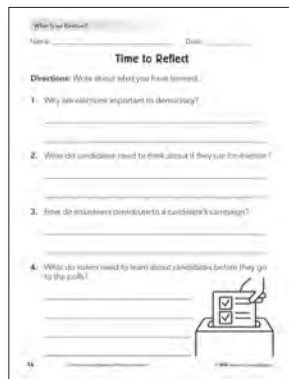 What Is an Election?
Name: Date:
Time to Reflect
Directions: Write about what you have learned.
1. Why are elections important to democracy?
2. What do candidates need to think about if they run for election?
3. How do volunteers contribute to a candidate's campaign?
4. What do voters need to learn about candidates before they go
to the polls?